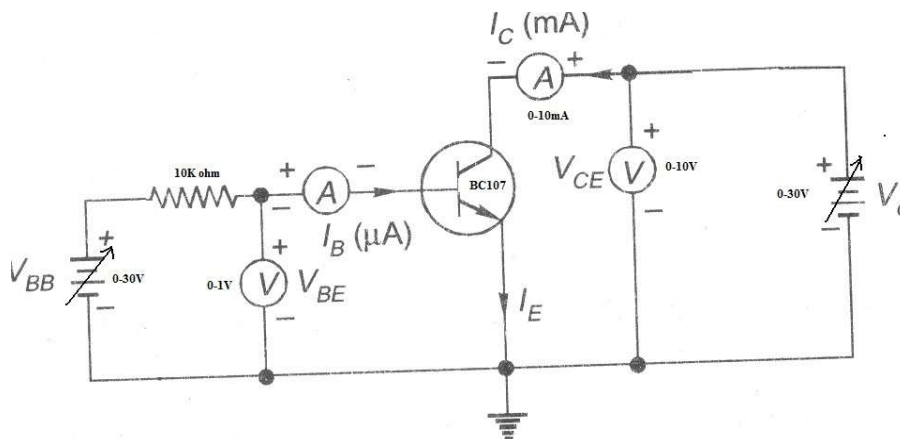 I_C (mA)
− A +
0-10mA
10K ohm
+ A −
BC107
+
V_CE V 0-10V
−
+
0-30V V
−
I_B (µA)
+
V_BB 0-30V
−
+
0-1V V V_BE
−
I_E